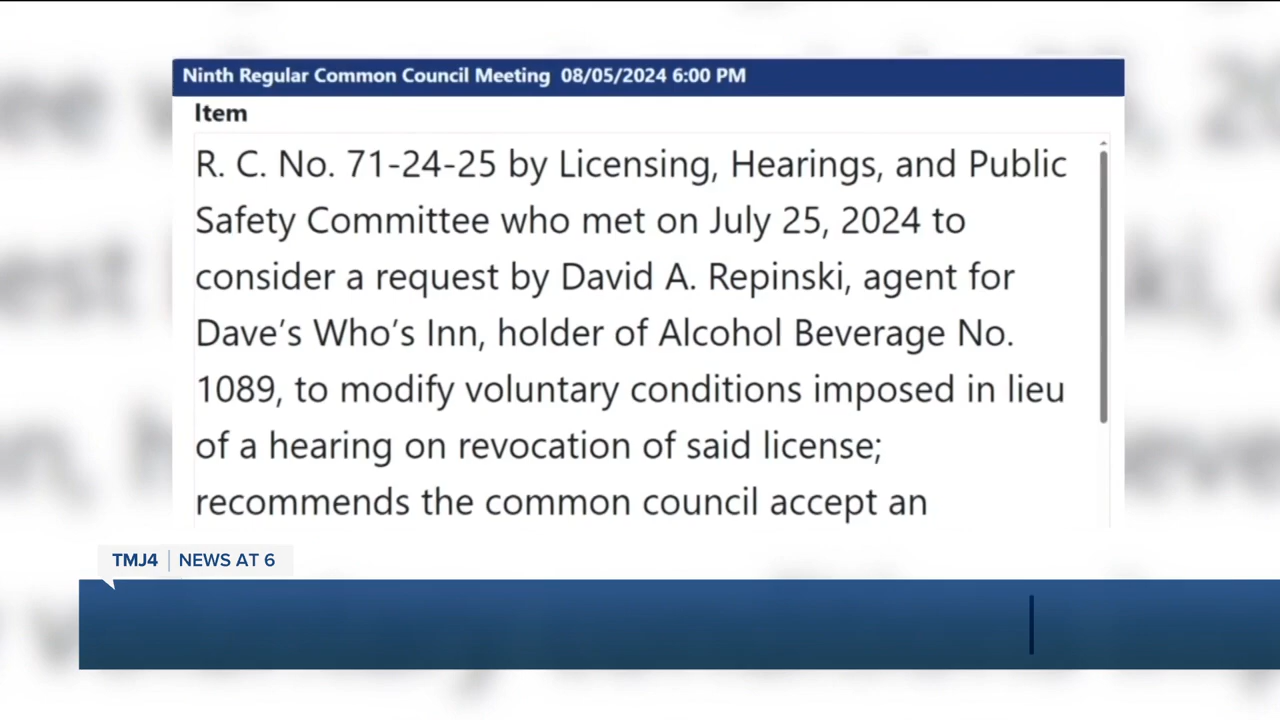 Ninth Regular Common Council Meeting 08/05/2024 6:00 PM
Item
R. C. No. 71-24-25 by Licensing, Hearings, and Public
Safety Committee who met on July 25, 2024 to
consider a request by David A. Repinski, agent for
Dave’s Who’s Inn, holder of Alcohol Beverage No.
1089, to modify voluntary conditions imposed in lieu
of a hearing on revocation of said license;
recommends the common council accept an
TMJ4 | NEWS AT 6